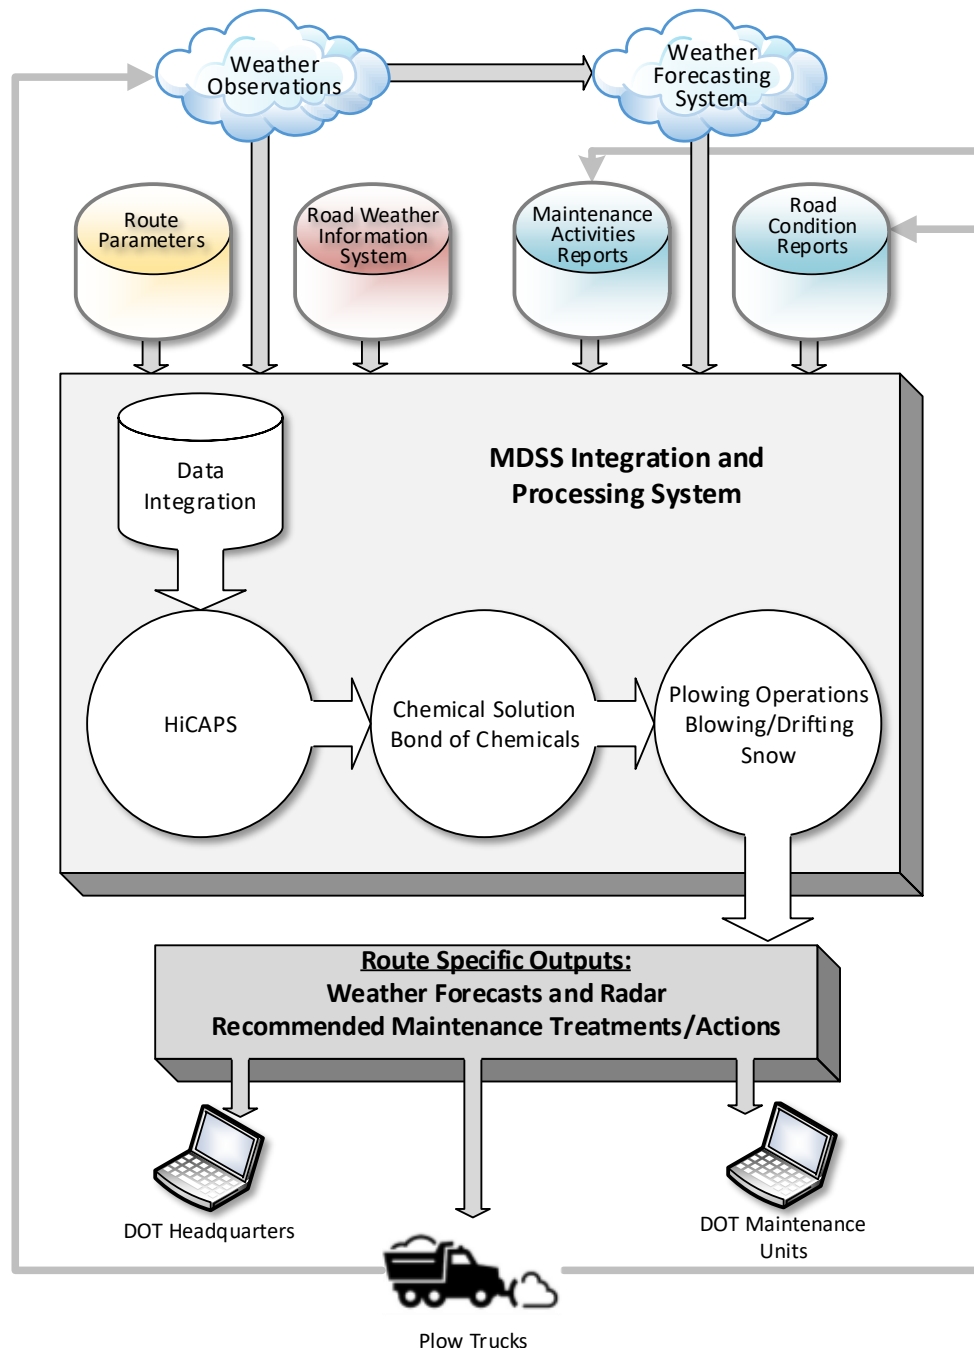 Weather
Observations
Weather
Forecasting
System
Route
Parameters
Road Weather
Information
System
Maintenance
Activities
Reports
Road
Condition
Reports
MDSS Integration and
Processing System
Data
Integration
HiCAPS
Chemical Solution
Bond of Chemicals
Plowing Operations
Blowing/Drifting
Snow
Route Specific Outputs:
Weather Forecasts and Radar
Recommended Maintenance Treatments/Actions
DOT Headquarters
DOT Maintenance
Units
Plow Trucks